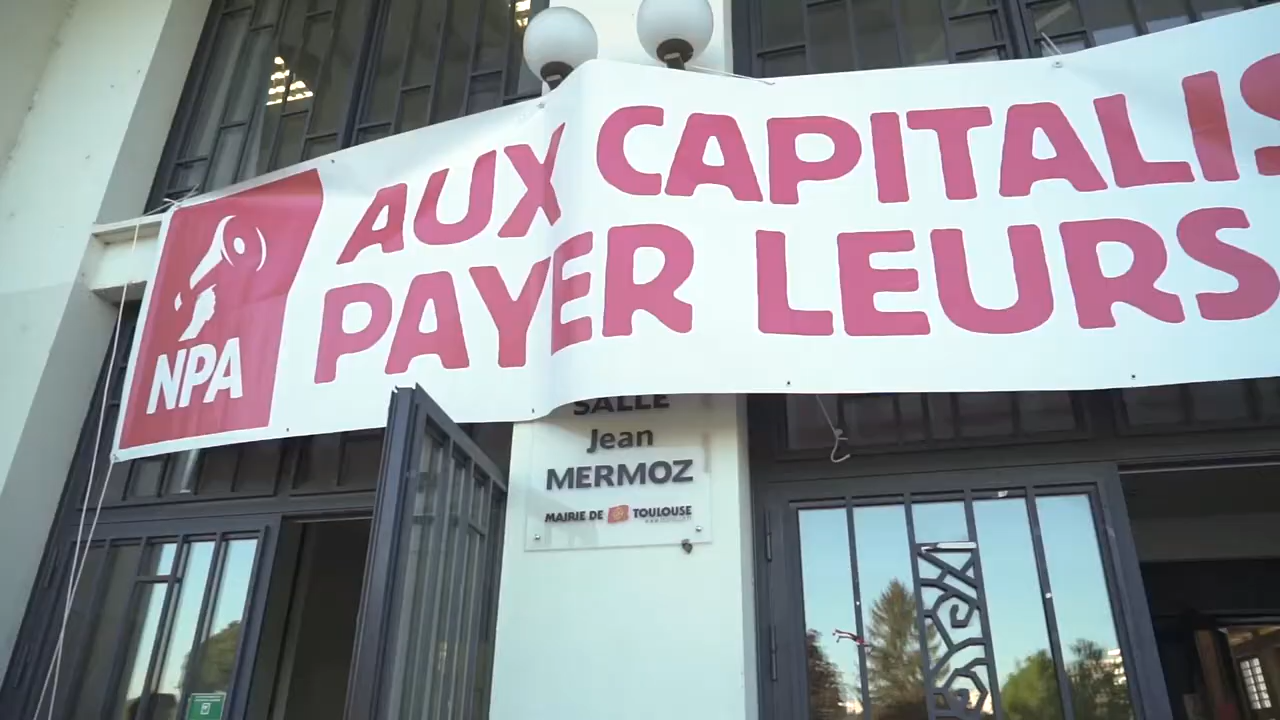 AUX CAPITALIS
PAYER LEURS
NPA
SALLE
Jean
MERMOZ
MAIRIE DE TOULOUSE